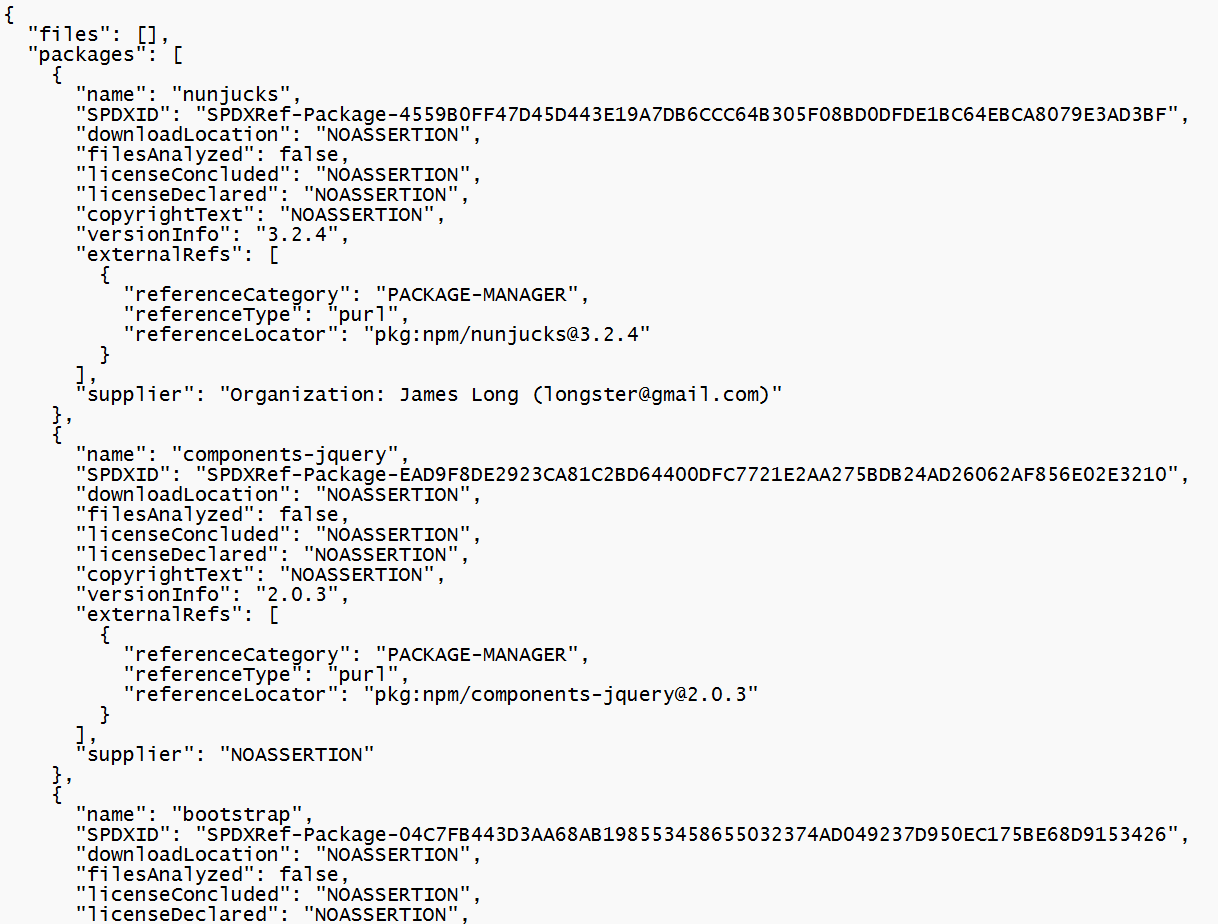 {
  "files": [],
  "packages": [
    {
      "name": "nunjucks",
      "SPDXID": "SPDXRef-Package-4559B0FF47D45D443E19A7DB6CCC64B305F08BD0DFDE1BC64EBCA8079E3AD3BF",
      "downloadLocation": "NOASSERTION",
      "filesAnalyzed": false,
      "licenseConcluded": "NOASSERTION",
      "licenseDeclared": "NOASSERTION",
      "copyrightText": "NOASSERTION",
      "versionInfo": "3.2.4",
      "externalRefs": [
        {
          "referenceCategory": "PACKAGE-MANAGER",
          "referenceType": "purl",
          "referenceLocator": "pkg:npm/nunjucks@3.2.4"
        }
      ],
      "supplier": "Organization: James Long (longster@gmail.com)"
    },
    {
      "name": "components-jquery",
      "SPDXID": "SPDXRef-Package-EAD9F8DE2923CA81C2BD64400DFC7721E2AA275BDB24AD26062AF856E02E3210",
      "downloadLocation": "NOASSERTION",
      "filesAnalyzed": false,
      "licenseConcluded": "NOASSERTION",
      "licenseDeclared": "NOASSERTION",
      "copyrightText": "NOASSERTION",
      "versionInfo": "2.0.3",
      "externalRefs": [
        {
          "referenceCategory": "PACKAGE-MANAGER",
          "referenceType": "purl",
          "referenceLocator": "pkg:npm/components-jquery@2.0.3"
        }
      ],
      "supplier": "NOASSERTION"
    },
    {
      "name": "bootstrap",
      "SPDXID": "SPDXRef-Package-04C7FB443D3AA68AB198553458655032374AD049237D950EC175BE68D9153426",
      "downloadLocation": "NOASSERTION",
      "filesAnalyzed": false,
      "licenseConcluded": "NOASSERTION",
      "licenseDeclared": "NOASSERTION",